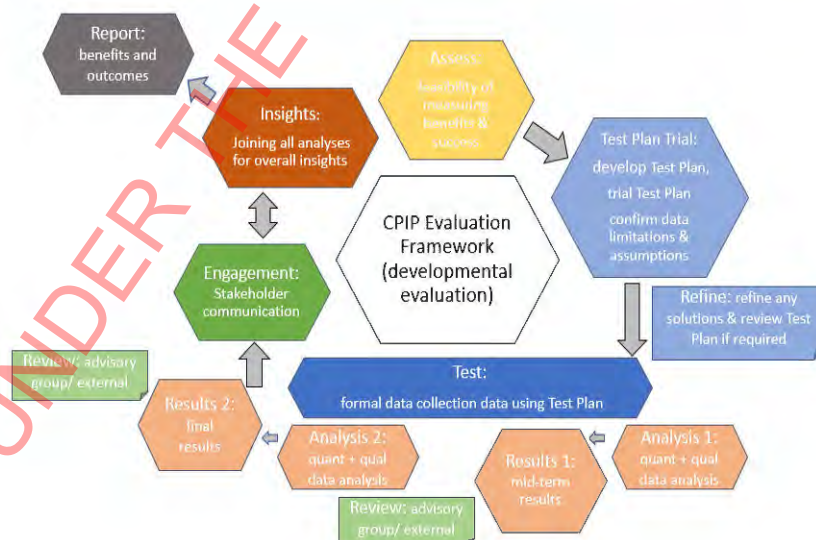 Report:
benefits and
outcomes
Insights:
Joining all analyses
for overall insights
Assess:
feasibility of
measuring
benefits &
success
Test Plan Trial:
develop Test Plan,
trial Test Plan
confirm data
limitations &
assumptions
CPIP Evaluation
Framework
(developmental
evaluation)
Engagement:
Stakeholder
communication
Refine: refine any
solutions & review Test
Plan if required
Review: advisory
group/ external
Test:
formal data collection data using Test Plan
Results 2:
final
results
Analysis 2:
quant + qual
data analysis
Results 1:
mid-term
results
Analysis 1:
quant + qual
data analysis
Review: advisory
group/ external
UNDER THE